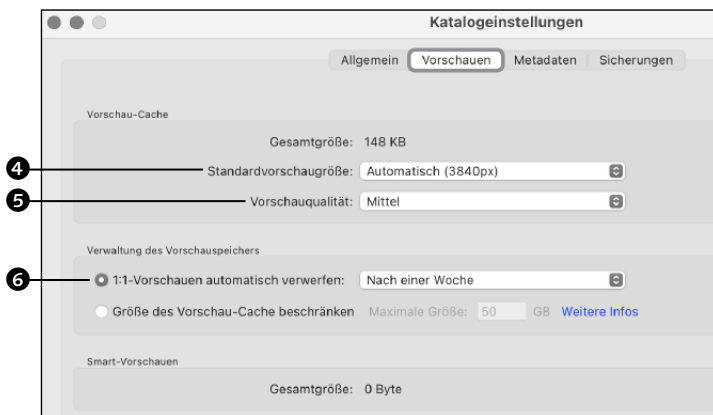 Katalogeinstellungen
Allgemein Vorschauen Metadaten Sicherungen
Vorschau-Cache
Gesamtgröße: 148 KB
4 Standardvorschaugröße: Automatisch (3840px)
5 Vorschauqualität: Mittel
Verwaltung des Vorschauspeichers
6 1:1-Vorschauen automatisch verwerfen: Nach einer Woche
Größe des Vorschau-Cache beschränken Maximale Größe: 50 GB Weitere Infos
Smart-Vorschauen
Gesamtgröße: 0 Byte